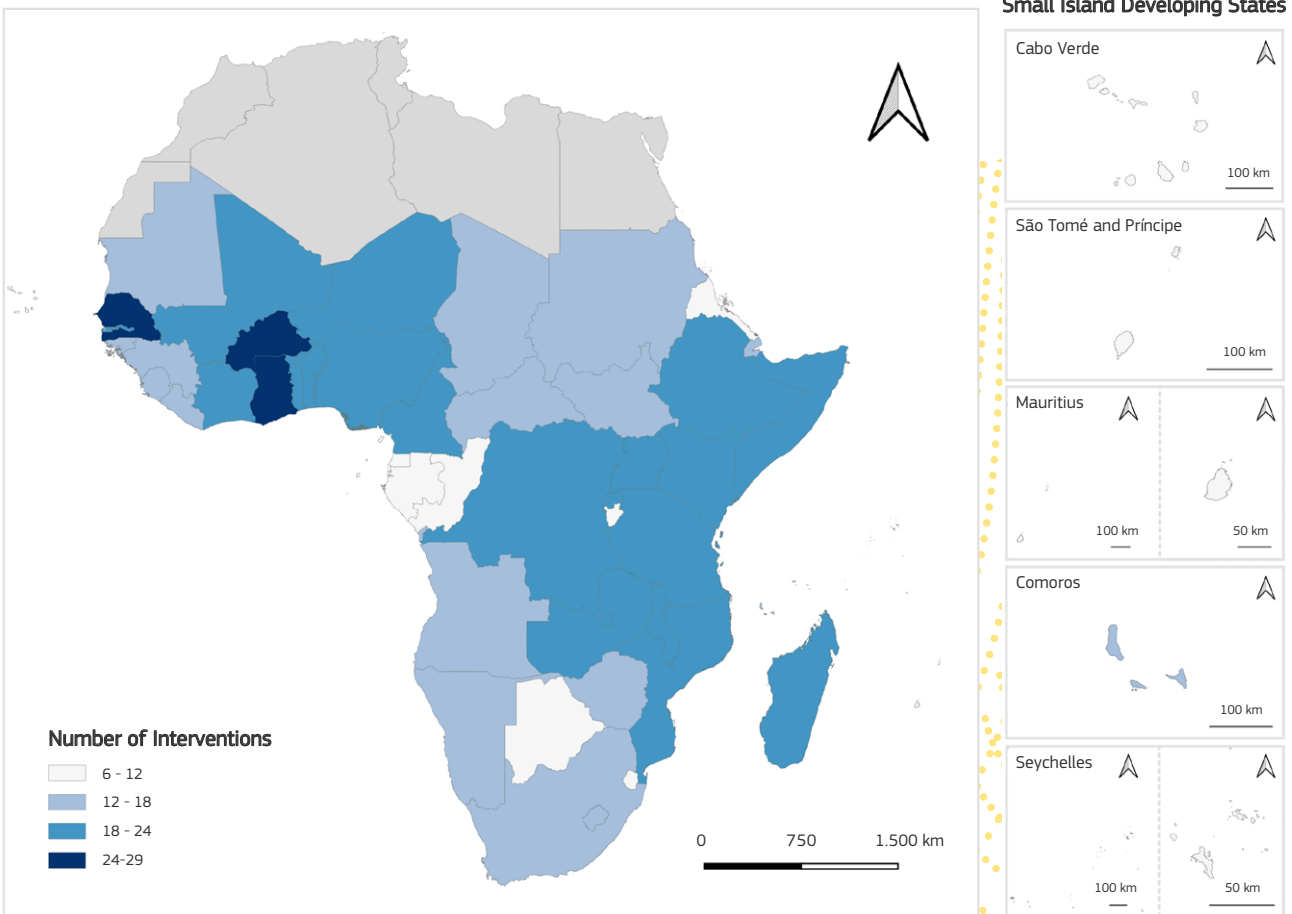 Small Island Developing States
Cabo Verde
100 km
São Tomé and Príncipe
100 km
Mauritius
100 km
50 km
Comoros
100 km
Seychelles
100 km
50 km
Number of Interventions
6 - 12
12 - 18
18 - 24
24-29
0 750 1.500 km